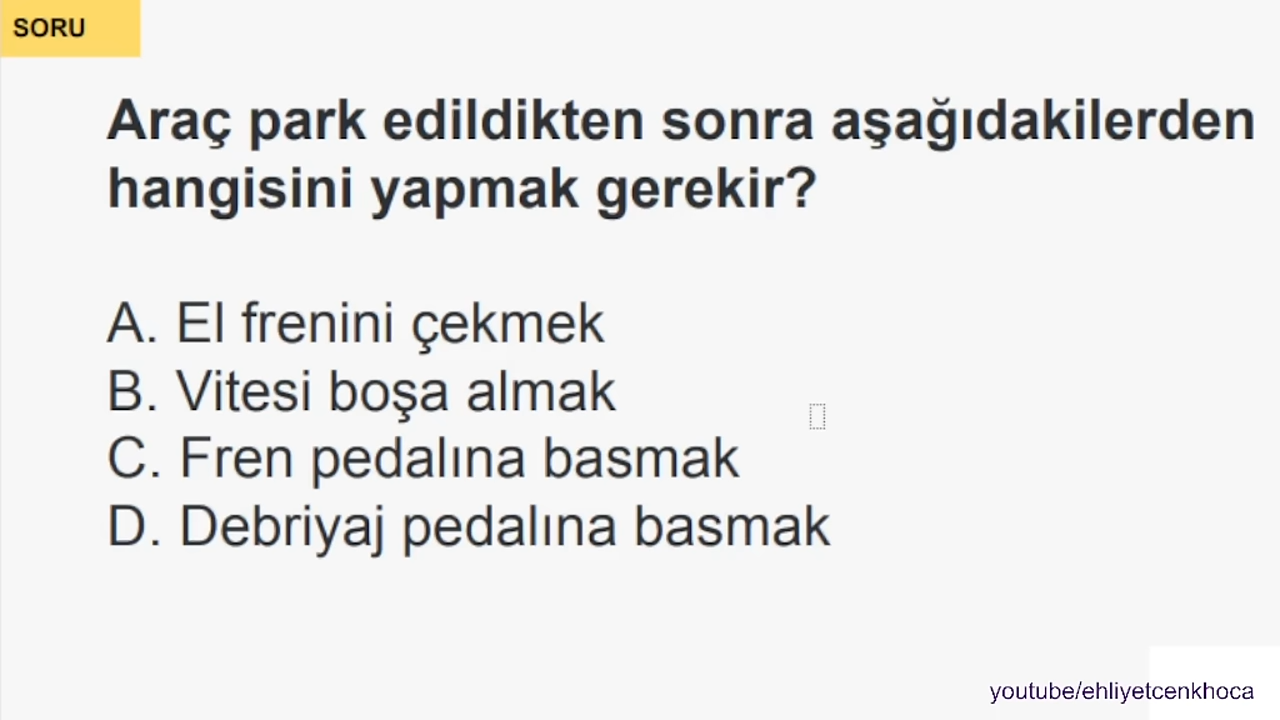 SORU
Araç park edildikten sonra aşağıdakilerden
hangisini yapmak gerekir?
A. El frenini çekmek
B. Vitesi boşa almak
C. Fren pedalına basmak
D. Debriyaj pedalına basmak
youtube/ehliyetcenkhoca